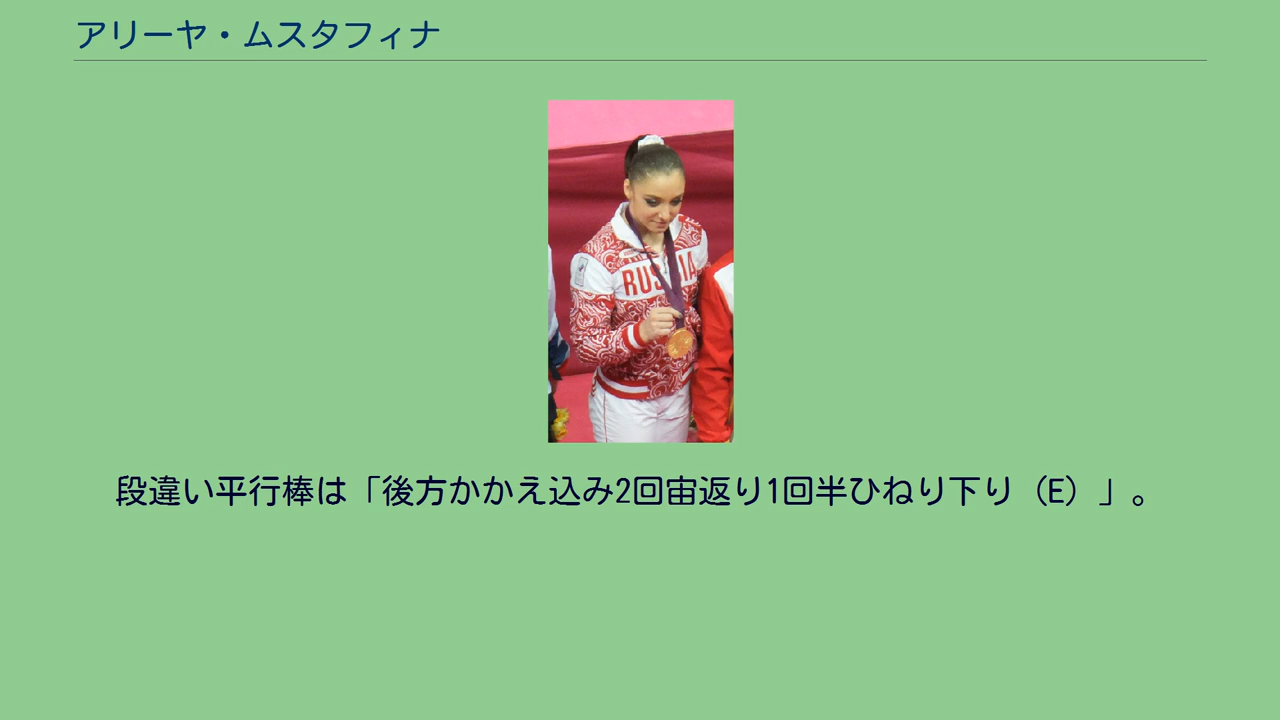 アリーヤ・ムスタフィナ
RUSSIA
段違い平行棒は「後方かかえ込み2回宙返り1回半ひねり下り（E）」。